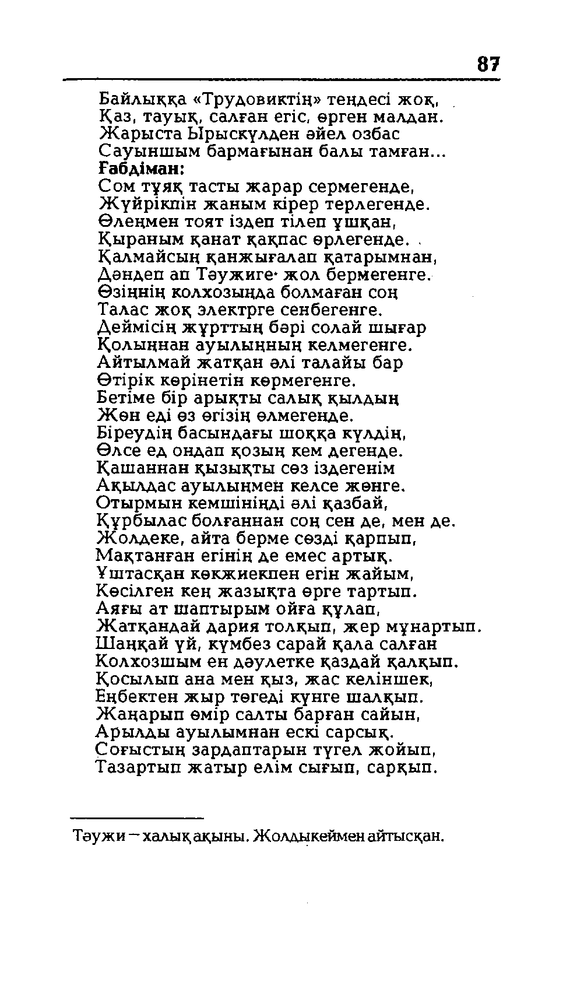 87
Байлыққа «Трудовиктің» теңдесі жоқ,
Қаз, тауық, салған егіс, өрген малдан.
Жарыста Ырыскүлден әйел озбас
Сауыншым бармағынан балы тамған...
Ғабдіман:
Сом тұяқ тасты жарар сермегенде,
Жүйрікпін жаным кірер терлегенде.
Өлеңмен тоят іздеп тілеп ұшқан,
Қыраным қанат қақпас өрлегенде.
Қалмайсың қанжығалап қатарымнан,
Дәндеп ап Тәужиге* жол бермегенге.
Өзіңнің колхозыңда болмаған соң
Талас жоқ электрге сенбегенге.
Деймісің жұрттың бәрі солай шығар
Қолыңнан ауылыңның келмегенге.
Айтылмай жатқан әлі талайы бар
Өтірік көрінетін көрмегенге.
Бетіме бір арықты салық қылдың
Жөн еді өз өгізің өлмегенде.
Біреудің басындағы шоққа күлдің,
Өлсе ед ондап қозың кем дегенде.
Қашаннан қызықты сөз іздегенім
Ақылдас ауылыңмен келсе жөнге.
Отырмын кемшініңді әлі қазбай,
Құрбылас болғаннан соң сен де, мен де.
Жолдеке, айта берме сөзді қарпып,
Мақтанған егінің де емес артық.
Ұштасқан көкжиекпен егін жайым,
Көсілген кең жазықта өрге тартып.
Аяғы ат шаптырым ойға құлап,
Жатқандай дария толқып, жер мұнартып.
Шаңқай үй, күмбез сарай қала салған
Колхозшым ен дәулетке қаздай қалқып.
Қосылып ана мен қыз, жас келіншек,
Еңбектен жыр төгеді күнге шалқып.
Жаңарып өмір салты барған сайын,
Арылды ауылымнан ескі сарсық.
Соғыстың зардаптарын түгел жойып,
Тазартып жатыр елім сығып, сарқып.
Тәужи — халық ақыны. Жолдыкеймен айтысқан.